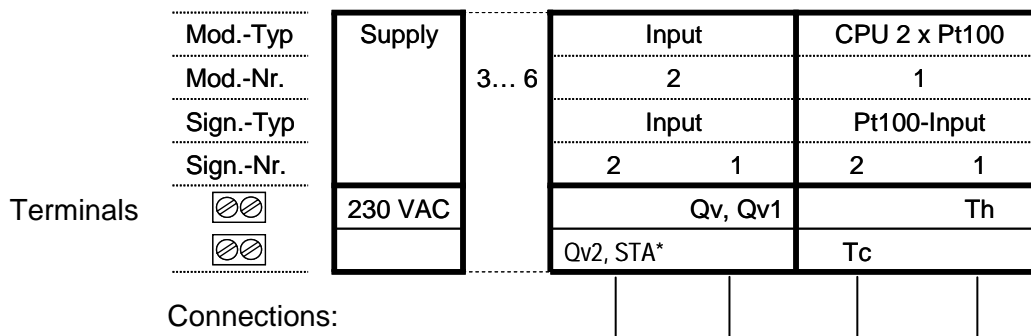 Mod.-Typ Supply Input CPU 2 x Pt100
Mod.-Nr. 3… 6 2 1
Sign.-Typ Input Pt100-Input
Sign.-Nr. 2 1 2 1
Terminals 230 VAC Qv, Qv1 Th
Qv2, STA* Tc
Connections: